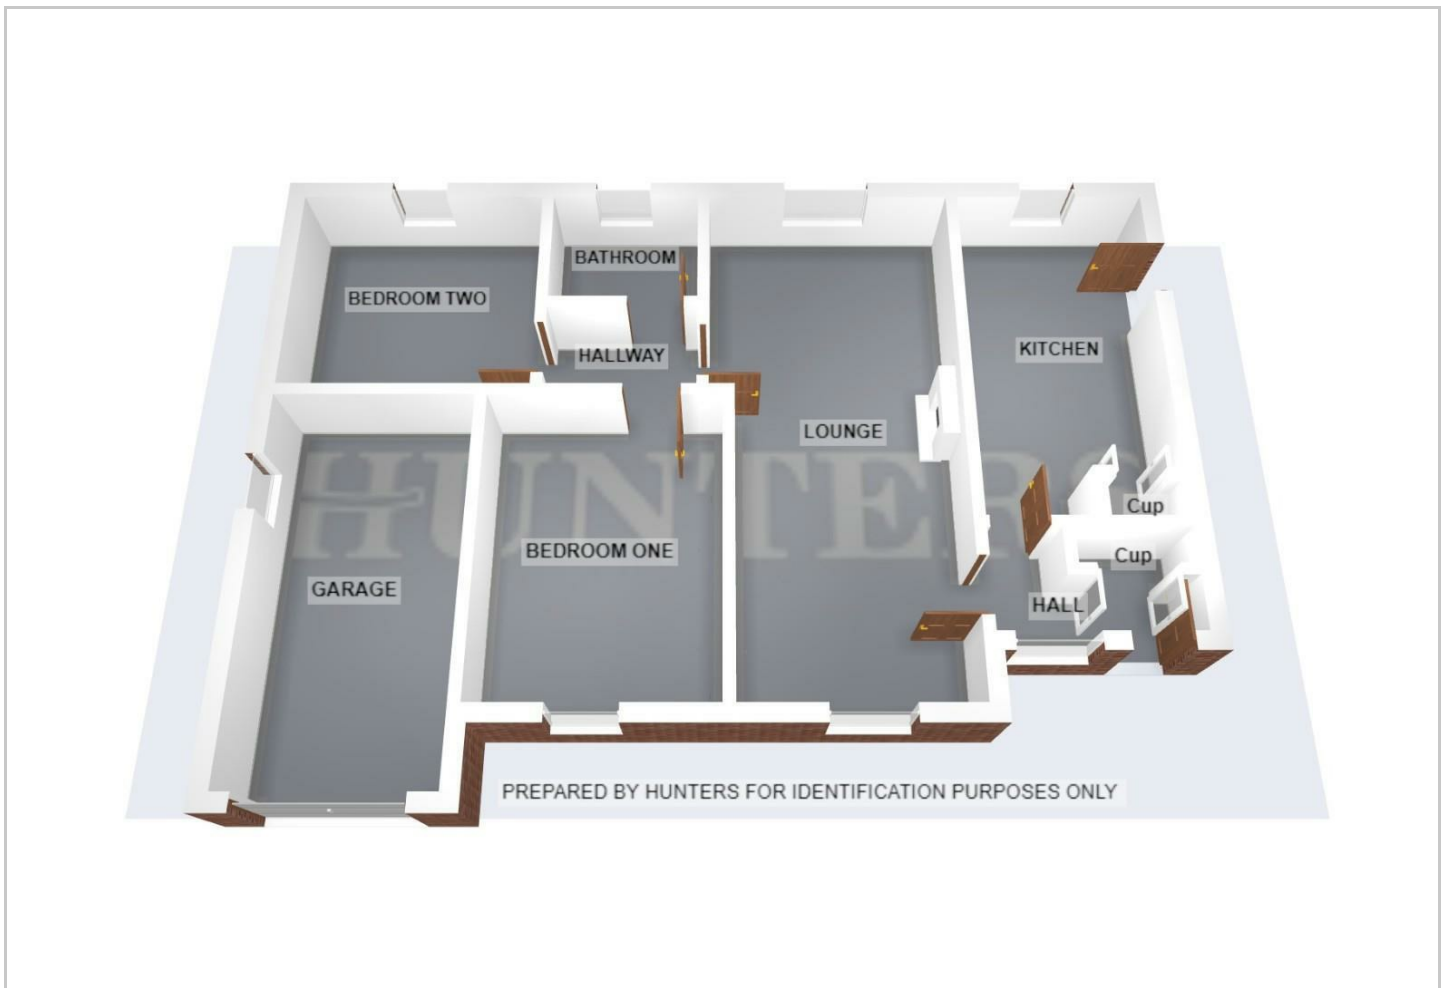 BATHROOM
BEDROOM TWO
HALLWAY
KITCHEN
LOUNGE
HUNTERS
Cup
BEDROOM ONE
Cup
GARAGE
HALL
PREPARED BY HUNTERS FOR IDENTIFICATION PURPOSES ONLY